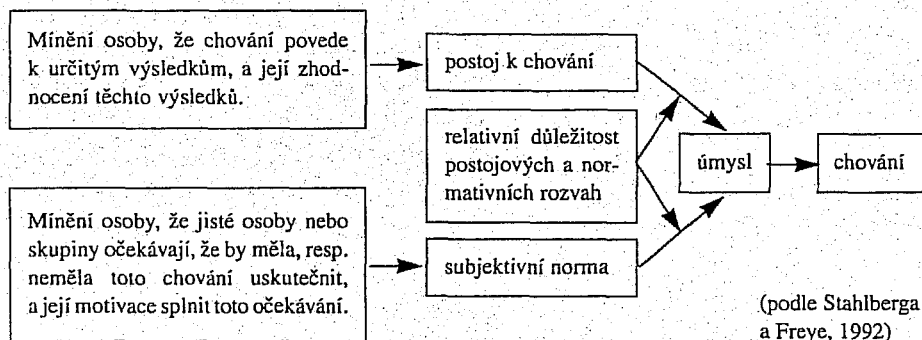 Mínění osoby, že chování povede
k určitým výsledkům, a její zhod-
nocení těchto výsledků.
postoj k chování
relativní důležitost
postojových a nor-
mativních rozvah
úmysl
chování
Mínění osoby, že jisté osoby nebo
skupiny očekávají, že by měla, resp.
neměla toto chování uskutečnit,
a její motivace splnit toto očekávání.
subjektivní norma
(podle Stahlberga
a Freye, 1992)